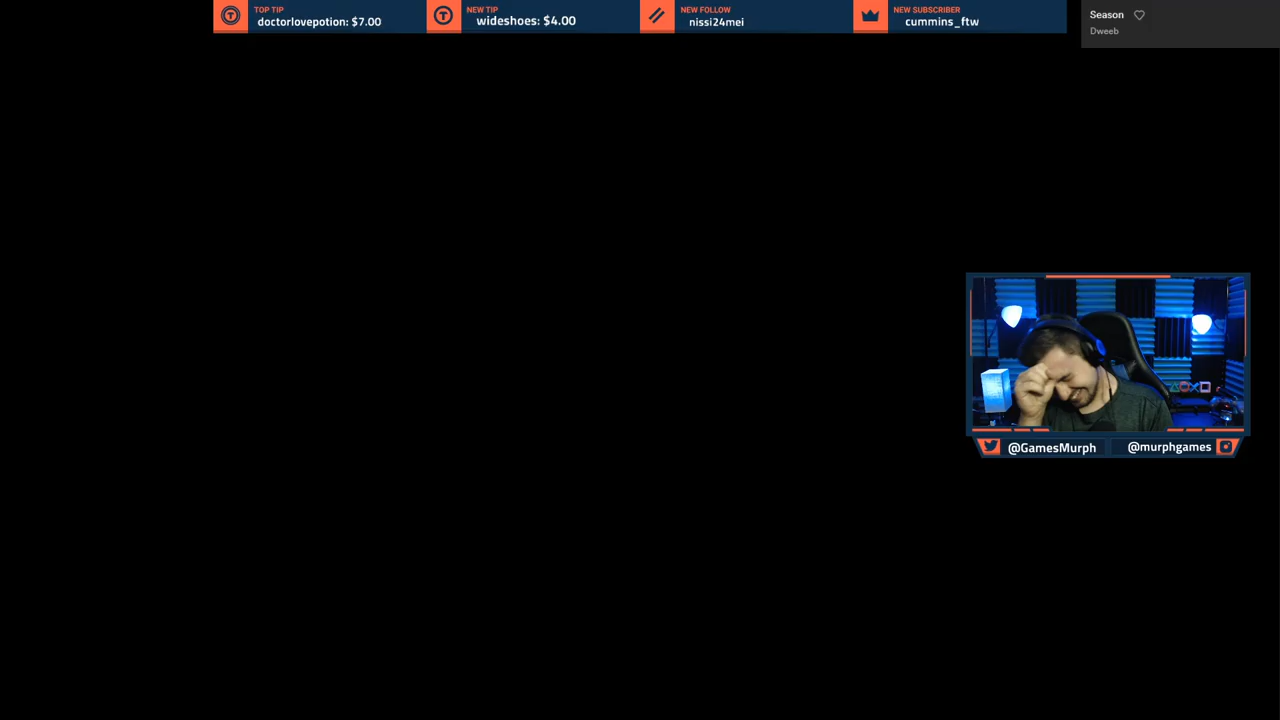 TOP TIP
doctorlovepotion: $7.00
NEW TIP
wideshoes: $4.00
NEW FOLLOW
nissi24mei
NEW SUBSCRIBER
cummins_ftw
Season
Dweeb
@GamesMurph
@murphgames